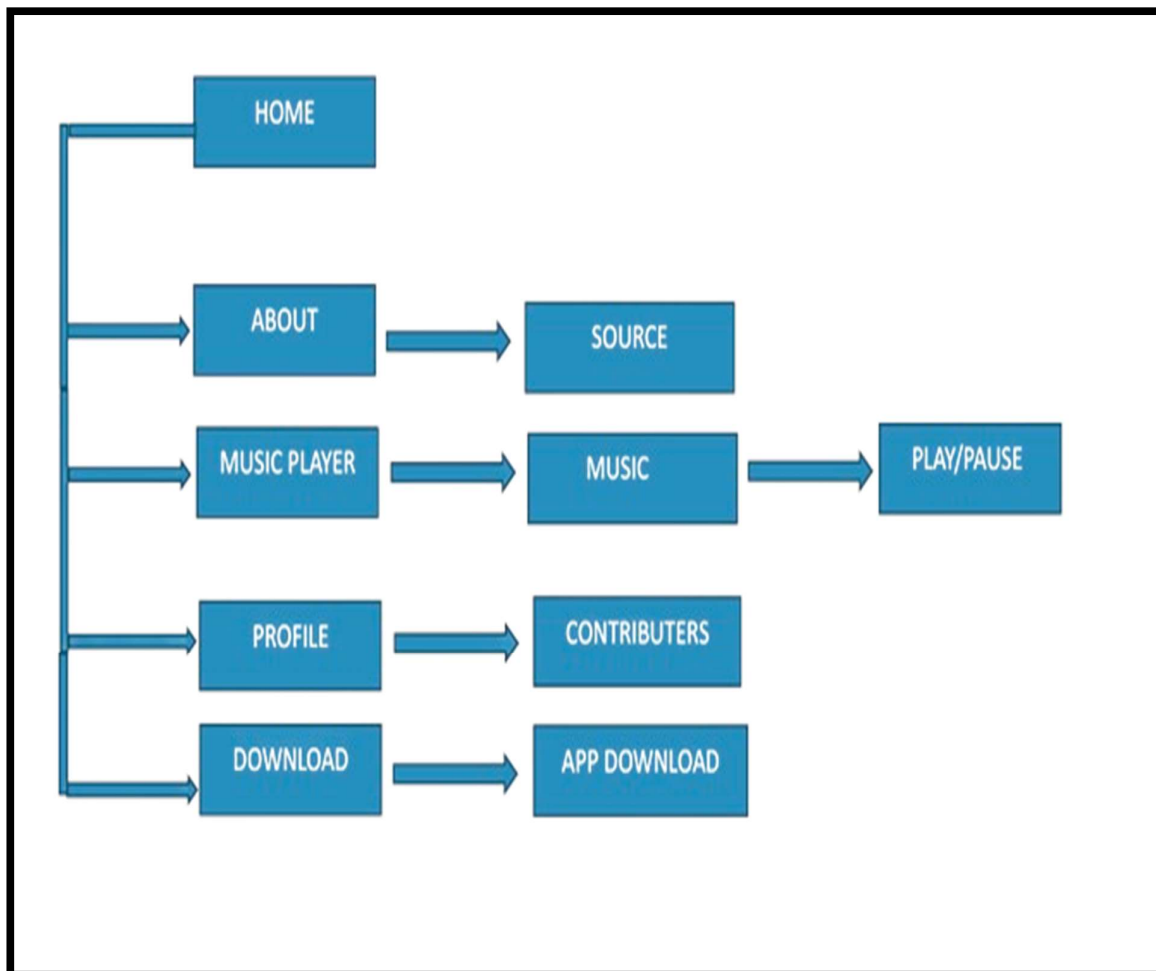 HOME
ABOUT
SOURCE
MUSIC PLAYER
MUSIC
PLAY/PAUSE
PROFILE
CONTRIBUTERS
DOWNLOAD
APP DOWNLOAD